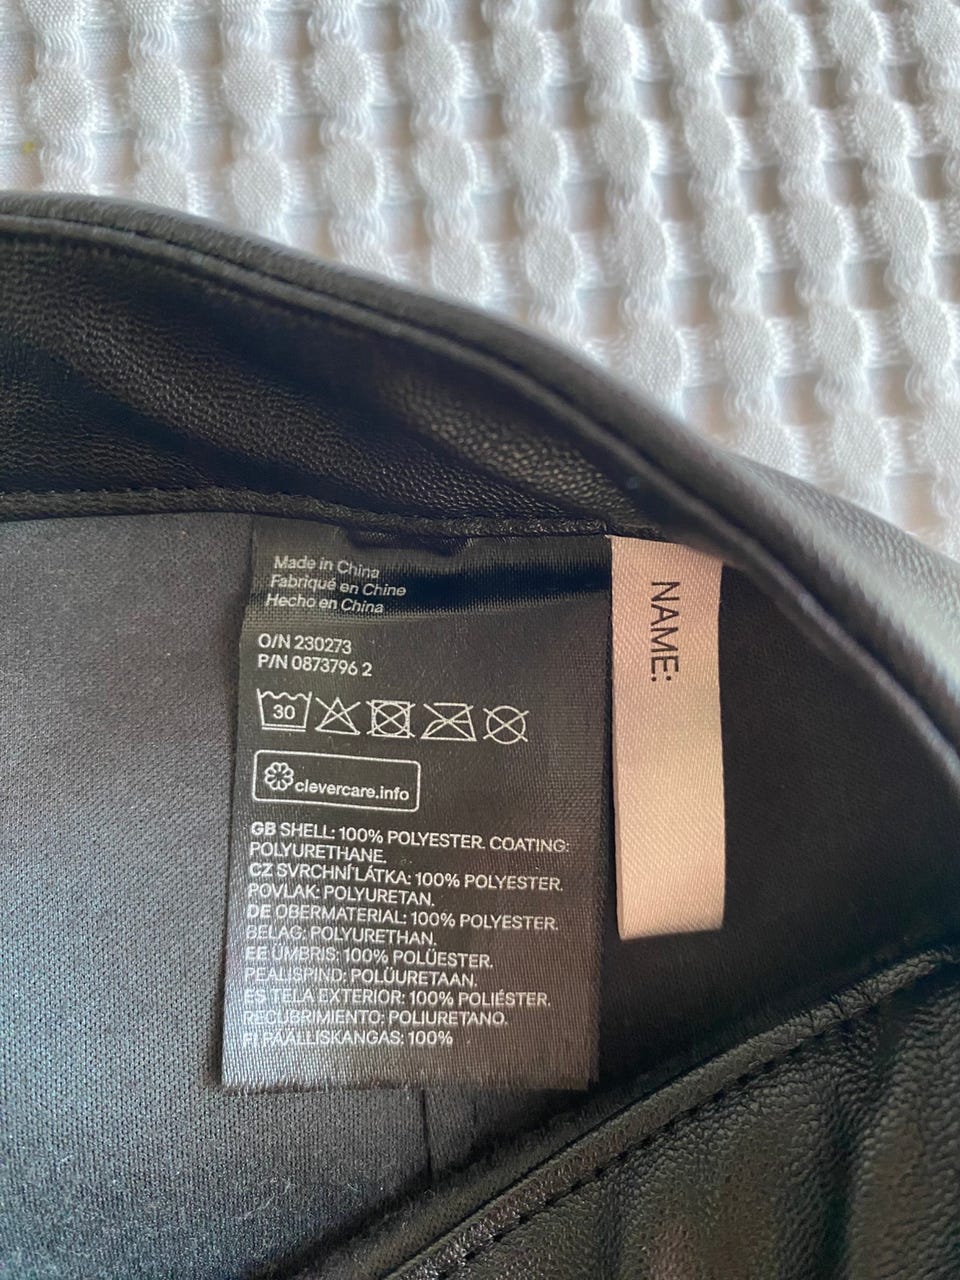 Made in China
Fabriqué en Chine
Hecho en China
O/N 230273
P/N 0873796 2
30
clevercare.info
GB SHELL: 100% POLYESTER. COATING:
POLYURETHANE.
CZ SVRCHNÍ LÁTKA: 100% POLYESTER.
POVLAK: POLYURETAN.
DE OBERMATERIAL: 100% POLYESTER.
BELAG: POLYURETHAN.
EE ÜMBRIS: 100% POLÜESTER.
PEALISPIND: POLÜURETAAN.
ES TELA EXTERIOR: 100% POLIÉSTER.
RECUBRIMIENTO: POLIURETANO.
FI PÄÄLLISKANGAS: 100%
NAME: